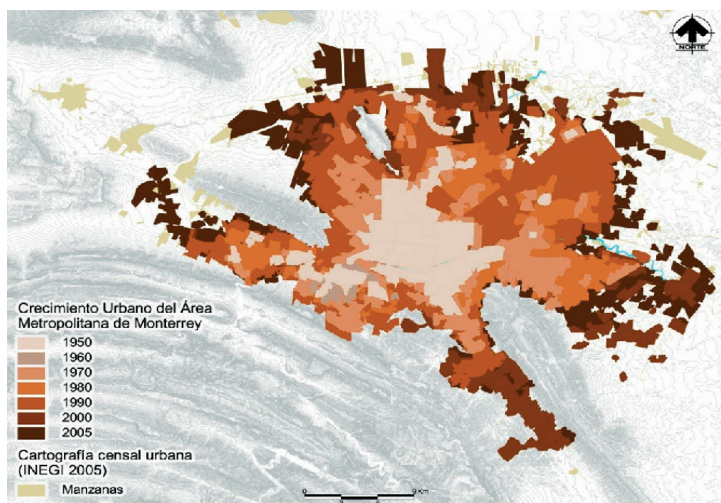 NORTE
Crecimiento Urbano del Área
Metropolitana de Monterrey
1950
1960
1970
1980
1990
2000
2005
Cartografía censal urbana
(INEGI 2005)
Manzanas
0 9 Km